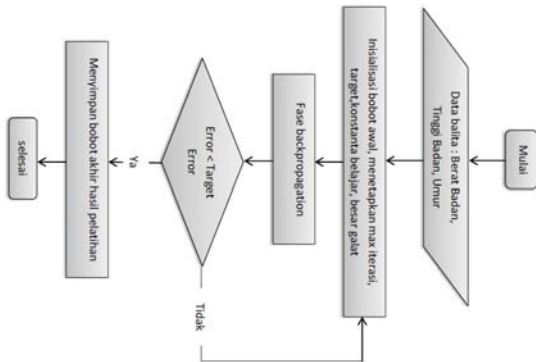 Mulai
Data balita : Berat Badan,
Tinggi Badan, Umur
Inisialisasi bobot awal, menetapkan max iterasi,
target,konstanta belajar, besar galat
Fase backpropagation
Error < Target
Error
Ya
Tidak
Menyimpan bobot akhir hasil pelatihan
selesai